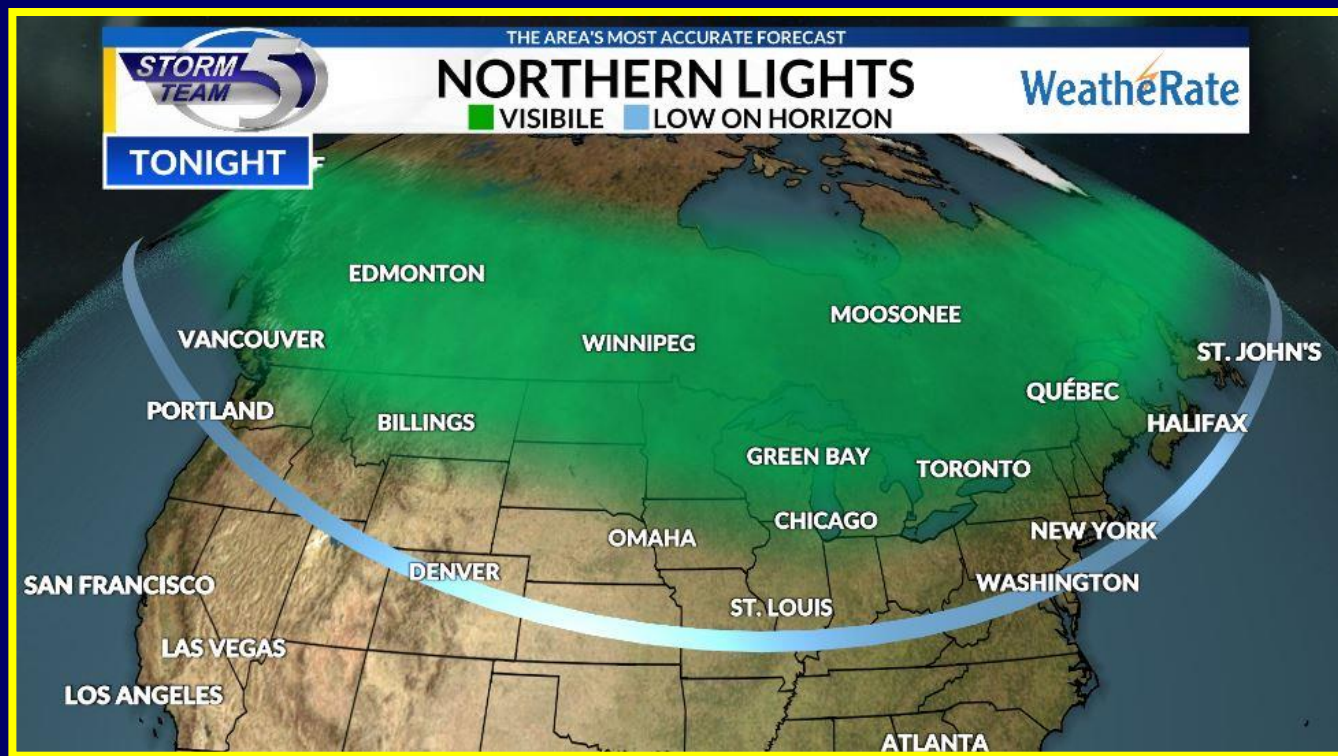 THE AREA'S MOST ACCURATE FORECAST
STORM TEAM 5
NORTHERN LIGHTS
WeatheRate
VISIBILE LOW ON HORIZON
TONIGHT
EDMONTON
MOOSONEE
VANCOUVER
WINNIPEG
ST. JOHN'S
QUÉBEC
PORTLAND
BILLINGS
HALIFAX
GREEN BAY
TORONTO
CHICAGO
NEW YORK
OMAHA
DENVER
WASHINGTON
SAN FRANCISCO
ST. LOUIS
LAS VEGAS
LOS ANGELES
ATLANTA